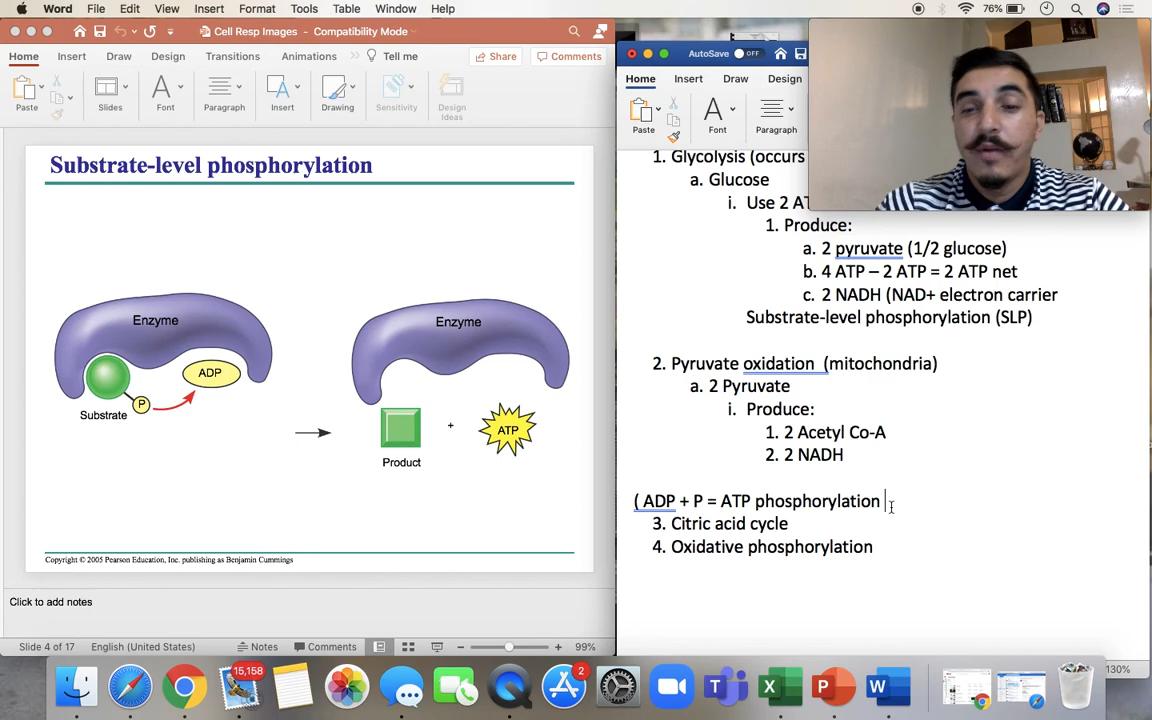 Word File Edit View Insert Format Tools Table Window Help 76%
Cell Resp Images - Compatibility Mode
Home Insert Draw Design Transitions Animations Tell me Share Comments
Paste Slides Font Paragraph Insert Drawing Sensitivity Design Ideas
Substrate-level phosphorylation
Enzyme
ADP
P
Substrate
Enzyme
+
ATP
Product
Copyright © 2005 Pearson Education, Inc. publishing as Benjamin Cummings
Click to add notes
Slide 4 of 17 English (United States) Notes Comments 99%
AutoSave OFF
Home Insert Draw Design
Paste Font Paragraph
1. Glycolysis (occurs
a. Glucose
i. Use 2 AT
1. Produce:
a. 2 pyruvate (1/2 glucose)
b. 4 ATP – 2 ATP = 2 ATP net
c. 2 NADH (NAD+ electron carrier
Substrate-level phosphorylation (SLP)
2. Pyruvate oxidation (mitochondria)
a. 2 Pyruvate
i. Produce:
1. 2 Acetyl Co-A
2. 2 NADH
( ADP + P = ATP phosphorylation
3. Citric acid cycle
4. Oxidative phosphorylation
130%
15,158
2